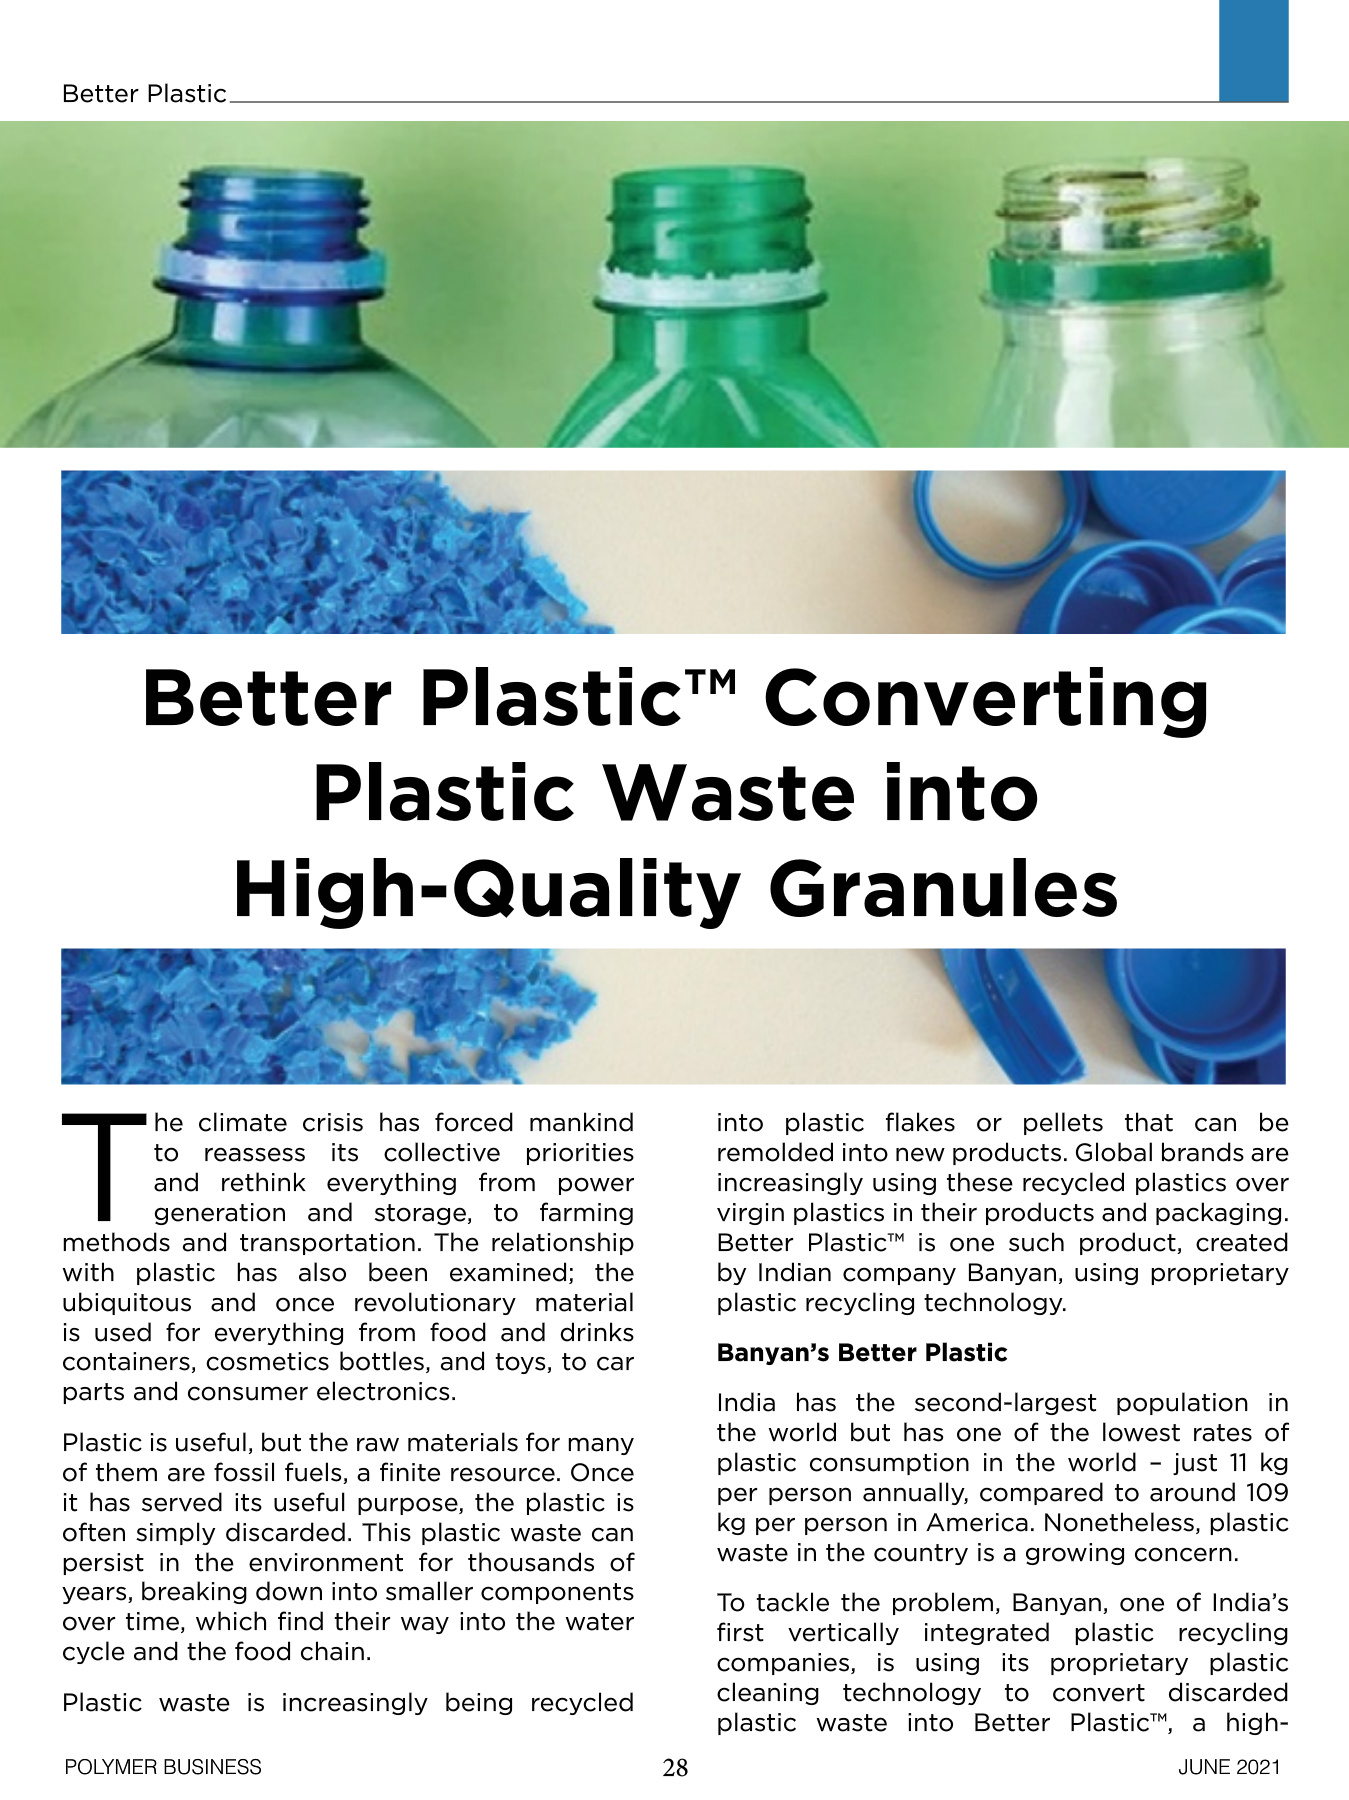 Better Plastic
Better Plastic™ Converting
Plastic Waste into
High-Quality Granules
The climate crisis has forced mankind
to reassess its collective priorities
and rethink everything from power
generation and storage, to farming
methods and transportation. The relationship
with plastic has also been examined; the
ubiquitous and once revolutionary material
is used for everything from food and drinks
containers, cosmetics bottles, and toys, to car
parts and consumer electronics.
Plastic is useful, but the raw materials for many
of them are fossil fuels, a finite resource. Once
it has served its useful purpose, the plastic is
often simply discarded. This plastic waste can
persist in the environment for thousands of
years, breaking down into smaller components
over time, which find their way into the water
cycle and the food chain.
Plastic waste is increasingly being recycled
into plastic flakes or pellets that can be
remolded into new products. Global brands are
increasingly using these recycled plastics over
virgin plastics in their products and packaging.
Better Plastic™ is one such product, created
by Indian company Banyan, using proprietary
plastic recycling technology.
Banyan’s Better Plastic
India has the second-largest population in
the world but has one of the lowest rates of
plastic consumption in the world – just 11 kg
per person annually, compared to around 109
kg per person in America. Nonetheless, plastic
waste in the country is a growing concern.
To tackle the problem, Banyan, one of India’s
first vertically integrated plastic recycling
companies, is using its proprietary plastic
cleaning technology to convert discarded
plastic waste into Better Plastic™, a high-
POLYMER BUSINESS
28
JUNE 2021